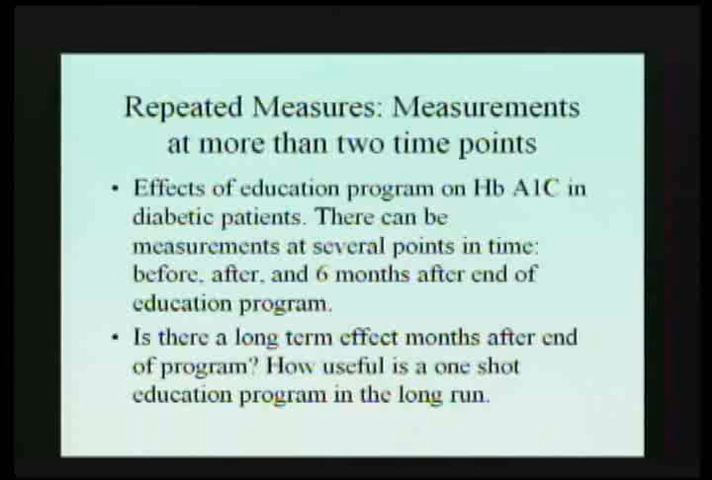 Repeated Measures: Measurements
at more than two time points
• Effects of education program on Hb A1C in
diabetic patients. There can be
measurements at several points in time:
before, after, and 6 months after end of
education program.
• Is there a long term effect months after end
of program? How useful is a one shot
education program in the long run.